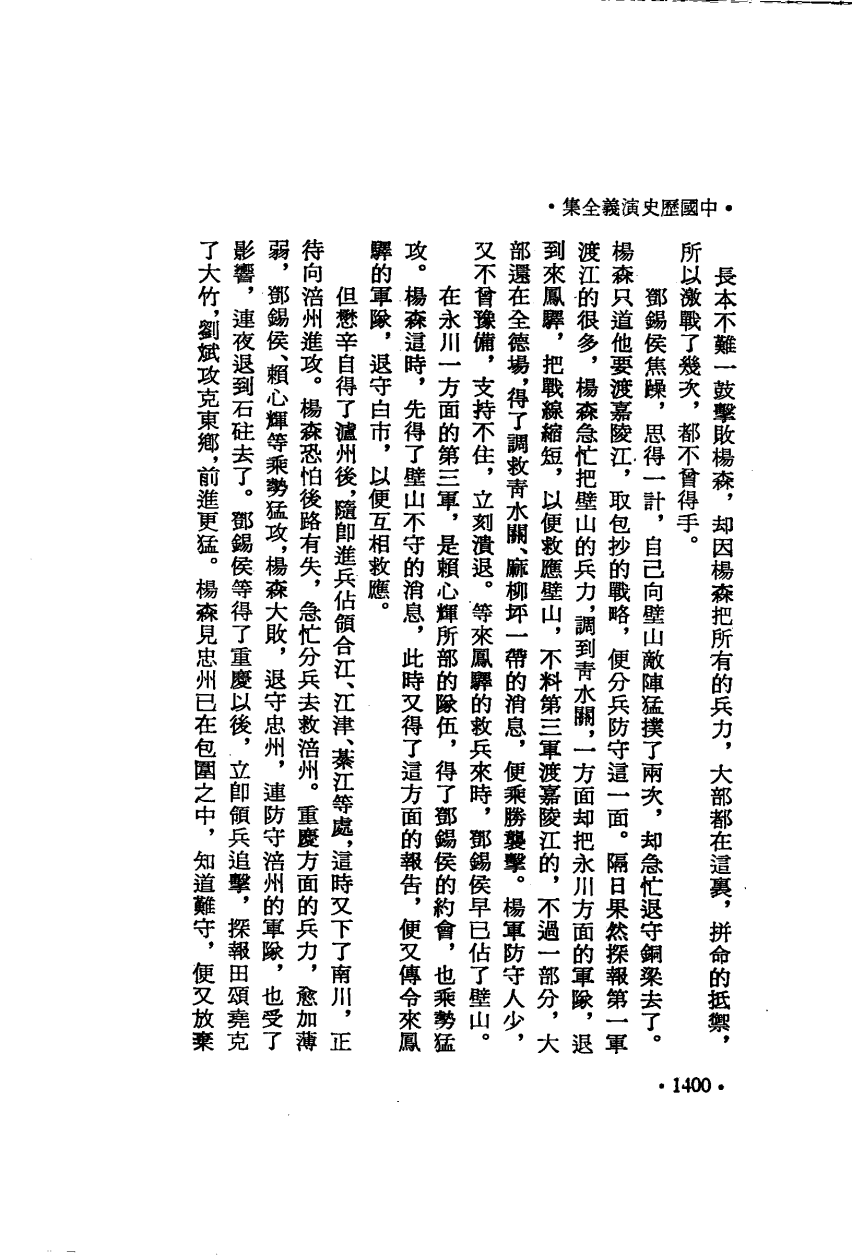 •中國歷史演義全集•
長本不難一鼓擊敗楊森，却因楊森把所有的兵力，大部都在這裏，拼命的抵禦，
所以激戰了幾次，都不曾得手。
鄧錫侯焦躁，思得一計，自己向壁山敵陣猛撲了兩次，却急忙退守銅梁去了。
楊森只道他要渡嘉陵江，取包抄的戰略，便分兵防守這一面。隔日果然探報第一軍
渡江的很多，楊森急忙把壁山的兵力，調到靑水關，一方面却把永川方面的軍隊，退
到來鳳驛，把戰線縮短，以便救應壁山，不料第三軍渡嘉陵江的，不過一部分，大
部還在全德場，得了調救靑水關、麻柳坪一帶的消息，便乘勝襲擊。楊軍防守人少，
又不曾豫備，支持不住，立刻潰退。等來鳳驛的救兵來時，鄧錫侯早已佔了壁山。
在永川一方面的第三軍，是賴心輝所部的隊伍，得了鄧錫侯的約會，也乘勢猛
攻。楊森這時，先得了壁山不守的消息，此時又得了這方面的報告，便又傳令來鳳
驛的軍隊，退守白市，以便互相救應。
但懋辛自得了瀘州後，隨卽進兵佔領合江、江津、綦江等處，這時又下了南川，正
待向涪州進攻。楊森恐怕後路有失，急忙分兵去救涪州。重慶方面的兵力，愈加薄
弱，鄧錫侯、賴心輝等乘勢猛攻，楊森大敗，退守忠州，連防守涪州的軍隊，也受了
影響，連夜退到石砫去了。鄧錫侯等得了重慶以後，立卽領兵追擊，探報田頌堯克
了大竹，劉斌攻克東鄉，前進更猛。楊森見忠州已在包圍之中，知道難守，便又放棄
•1400•